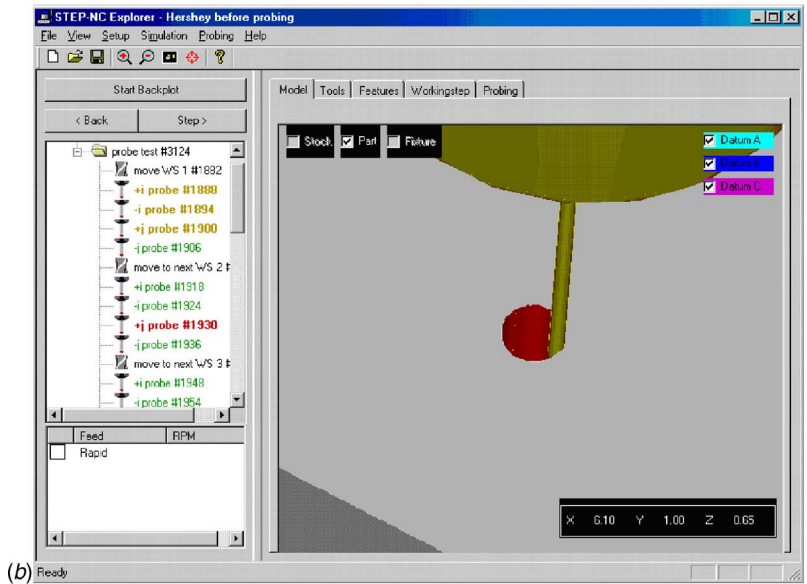 STEP-NC Explorer - Hershey before probing
File View Setup Simulation Probing Help
Start Backplot
< Back Step >
probe test #3124
move WS 1 #1882
+i probe #1888
-i probe #1894
+j probe #1900
-j probe #1906
move to next WS 2 #
+i probe #1918
-i probe #1924
+j probe #1930
-j probe #1936
move to next WS 3 #
+i probe #1948
-i probe #1954
Feed RPM
Rapid
Model Tools Features Workingstep Probing
Stock Part Fixture
Datum A
Datum B
Datum C
X 6.10 Y 1.00 Z 0.65
(b) Ready